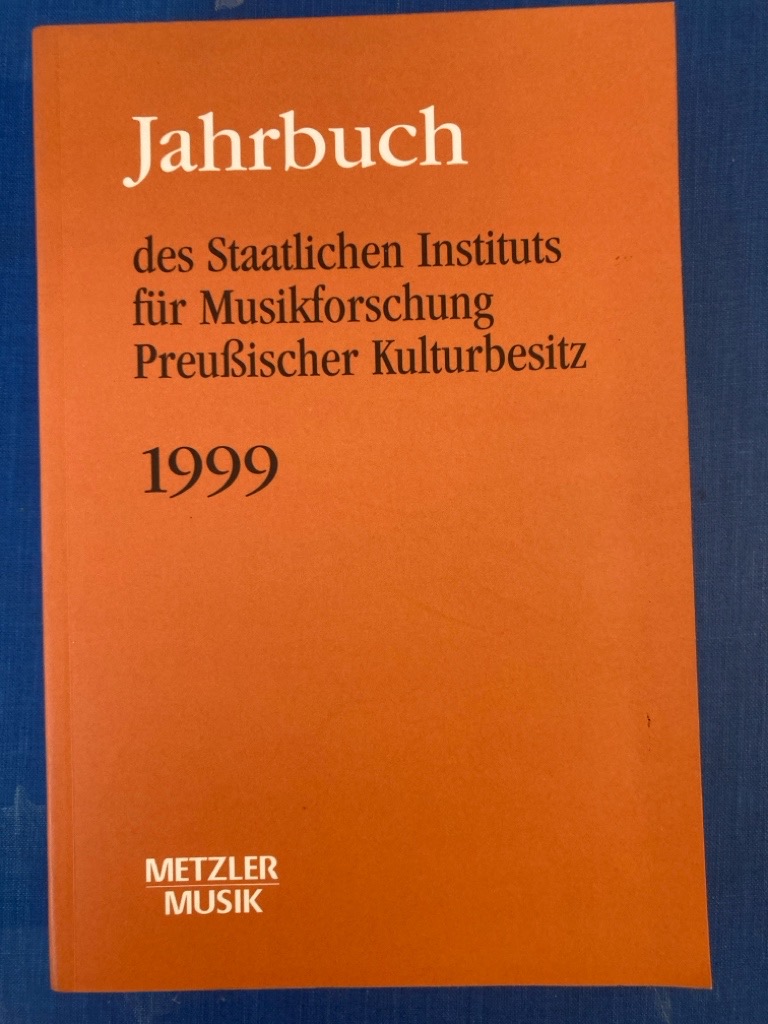 Jahrbuch
des Staatlichen Instituts
für Musikforschung
Preußischer Kulturbesitz
1999
METZLER
MUSIK